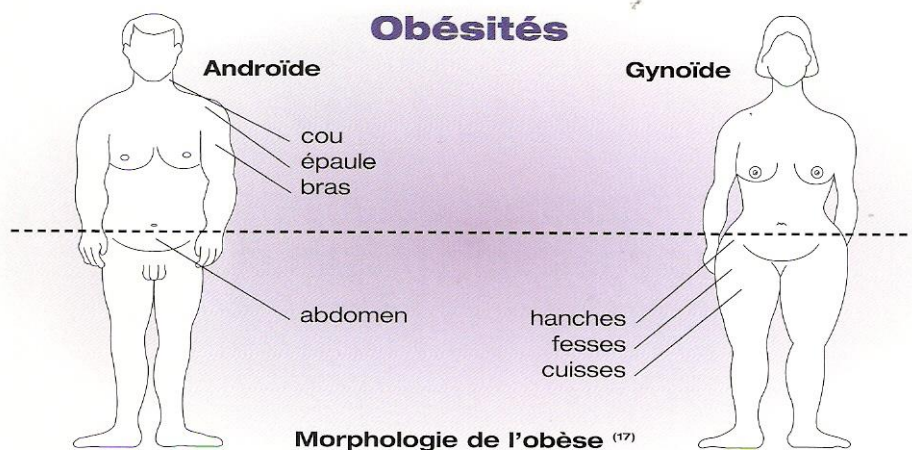 Obésités
Androïde
Gynoïde
cou
épaule
bras
abdomen
hanches
fesses
cuisses
Morphologie de l'obèse (17)